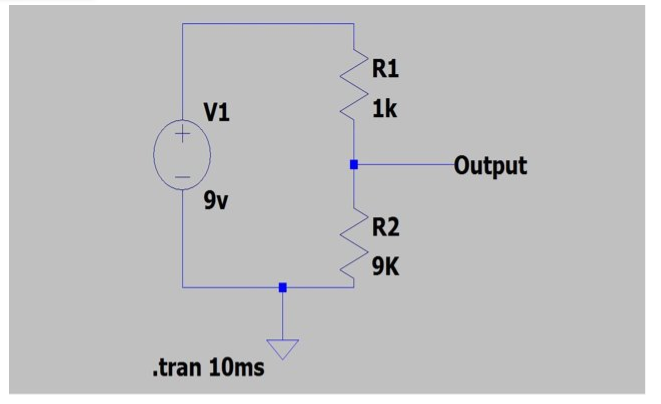 R1
1k
V1
+
Output
–
9v
R2
9K
.tran 10ms